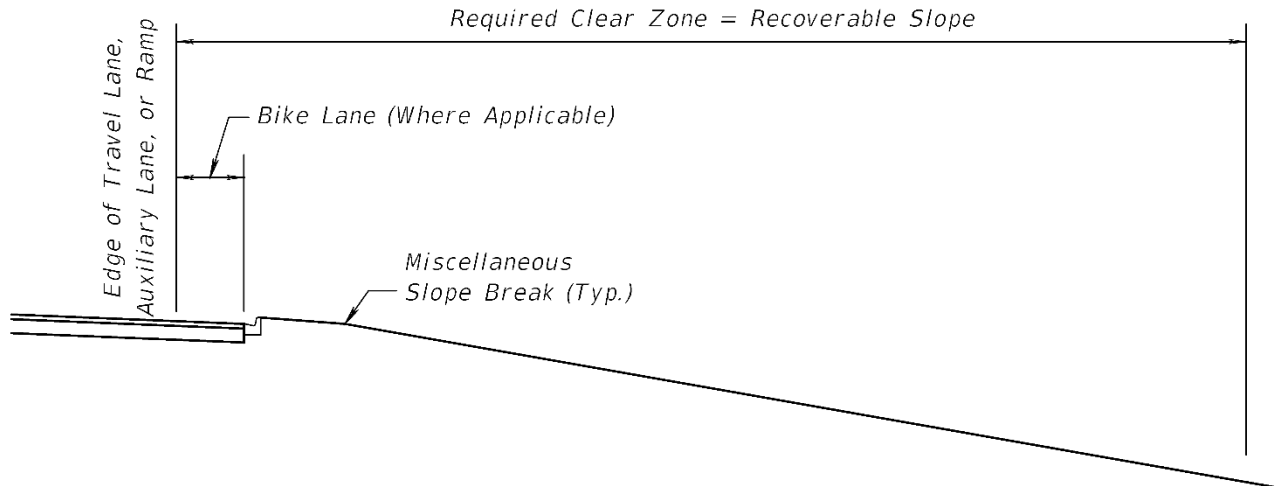 Required Clear Zone = Recoverable Slope
Edge of Travel Lane,
Auxiliary Lane, or Ramp
Bike Lane (Where Applicable)
Miscellaneous
Slope Break (Typ.)